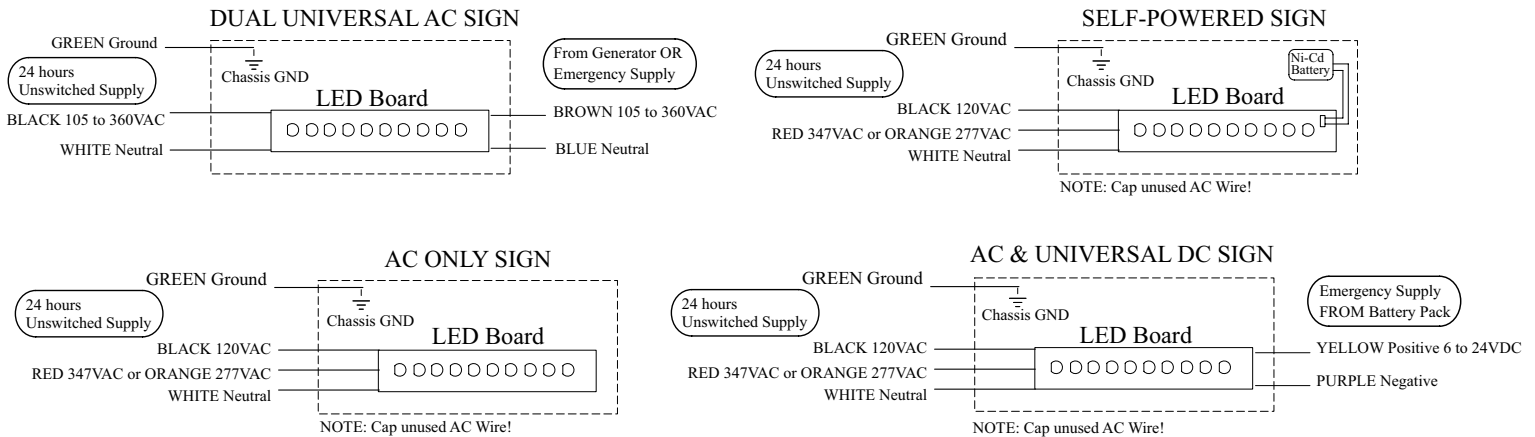 DUAL UNIVERSAL AC SIGN
GREEN Ground
Chassis GND
24 hours
Unswitched Supply
From Generator OR
Emergency Supply
LED Board
BLACK 105 to 360VAC
BROWN 105 to 360VAC
WHITE Neutral
BLUE Neutral
SELF-POWERED SIGN
GREEN Ground
Chassis GND
24 hours
Unswitched Supply
Ni-Cd
Battery
LED Board
BLACK 120VAC
RED 347VAC or ORANGE 277VAC
WHITE Neutral
NOTE: Cap unused AC Wire!
AC ONLY SIGN
GREEN Ground
Chassis GND
24 hours
Unswitched Supply
LED Board
BLACK 120VAC
RED 347VAC or ORANGE 277VAC
WHITE Neutral
NOTE: Cap unused AC Wire!
AC & UNIVERSAL DC SIGN
GREEN Ground
Chassis GND
24 hours
Unswitched Supply
Emergency Supply
FROM Battery Pack
LED Board
BLACK 120VAC
YELLOW Positive 6 to 24VDC
RED 347VAC or ORANGE 277VAC
PURPLE Negative
WHITE Neutral
NOTE: Cap unused AC Wire!